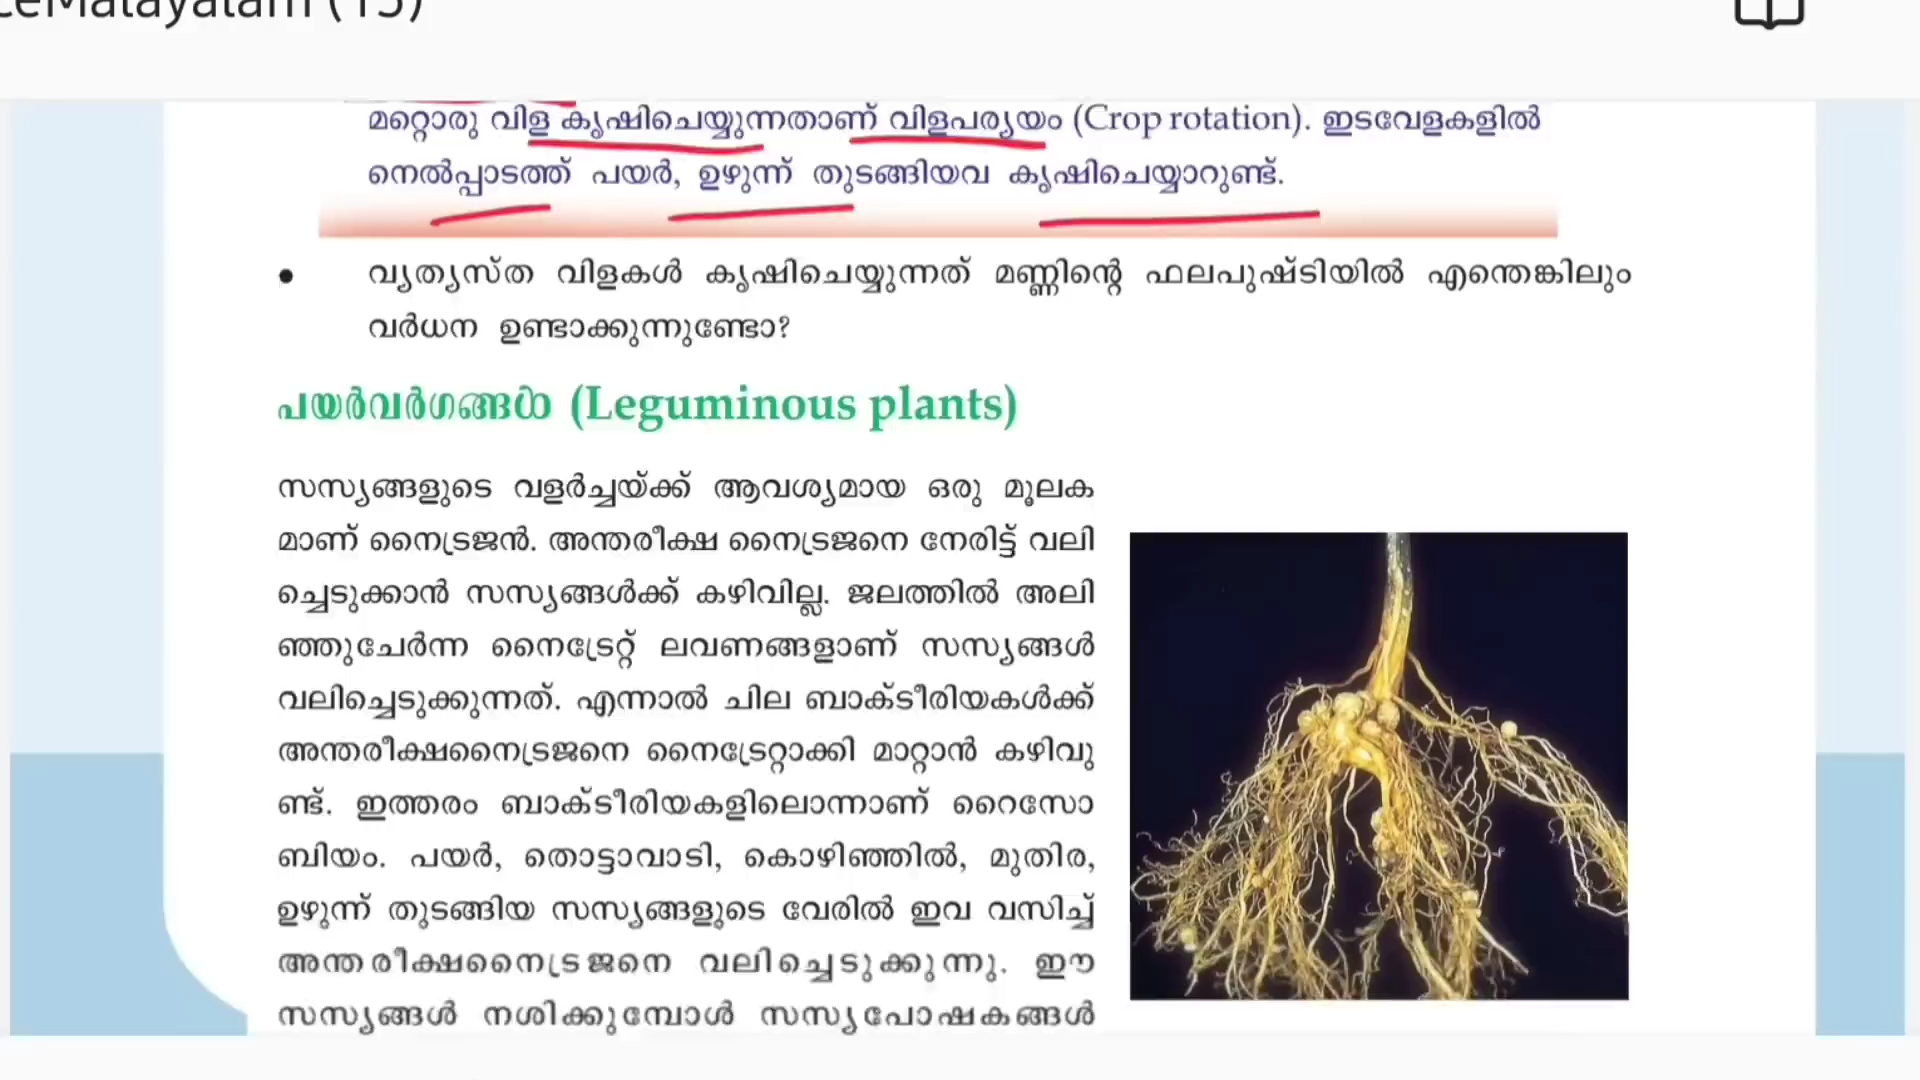 മറ്റൊരു വിള കൃഷിചെയ്യുന്നതാണ് വിളപര്യയം (Crop rotation). ഇടവേളകളിൽ
നെൽപ്പാടത്ത് പയർ, ഉഴുന്ന് തുടങ്ങിയവ കൃഷിചെയ്യാറുണ്ട്.
● വ്യത്യസ്ത വിളകൾ കൃഷിചെയ്യുന്നത് മണ്ണിന്റെ ഫലപുഷ്ടിയിൽ എന്തെങ്കിലും
വർധന ഉണ്ടാക്കുന്നുണ്ടോ?
പയർവർഗങ്ങൾ (Leguminous plants)
സസ്യങ്ങളുടെ വളർച്ചയ്ക്ക് ആവശ്യമായ ഒരു മൂലക
മാണ് നൈട്രജൻ. അന്തരീക്ഷ നൈട്രജനെ നേരിട്ട് വലി
ച്ചെടുക്കാൻ സസ്യങ്ങൾക്ക് കഴിവില്ല. ജലത്തിൽ അലി
ഞ്ഞുചേർന്ന നൈട്രേറ്റ് ലവണങ്ങളാണ് സസ്യങ്ങൾ
വലിച്ചെടുക്കുന്നത്. എന്നാൽ ചില ബാക്ടീരിയകൾക്ക്
അന്തരീക്ഷനൈട്രജനെ നൈട്രേറ്റാക്കി മാറ്റാൻ കഴിവു
ണ്ട്. ഇത്തരം ബാക്ടീരിയകളിലൊന്നാണ് റൈസോ
ബിയം. പയർ, തൊട്ടാവാടി, കൊഴിഞ്ഞിൽ, മുതിര,
ഉഴുന്ന് തുടങ്ങിയ സസ്യങ്ങളുടെ വേരിൽ ഇവ വസിച്ച്
അന്തരീക്ഷനൈട്രജനെ വലിച്ചെടുക്കുന്നു. ഈ
സസ്യങ്ങൾ നശിക്കുമ്പോൾ സസ്യപോഷകങ്ങൾ